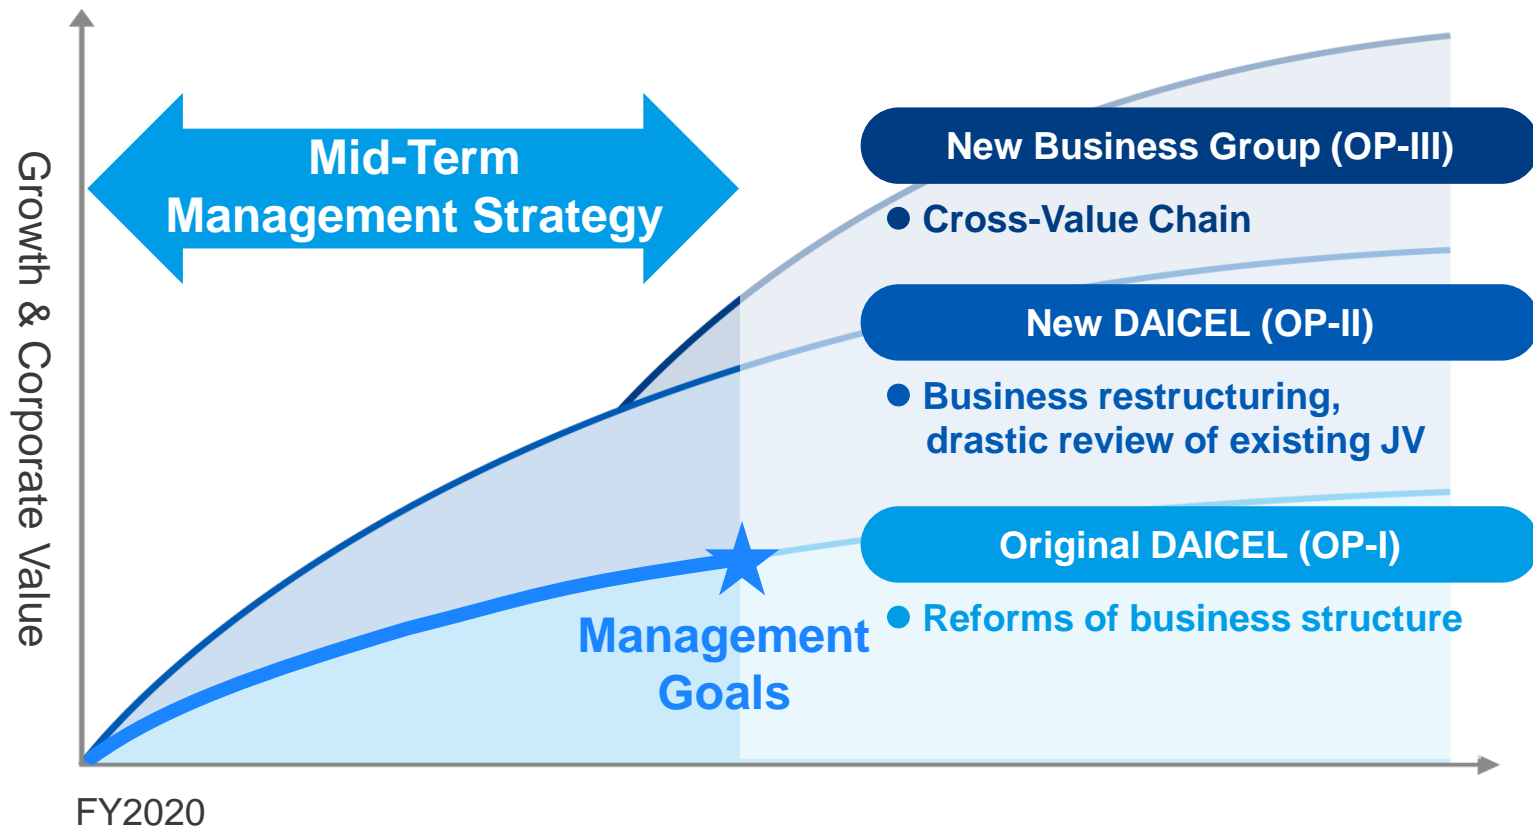 Growth & Corporate Value
Mid-Term
Management Strategy
New Business Group (OP-III)
● Cross-Value Chain
New DAICEL (OP-II)
● Business restructuring,
drastic review of existing JV
Original DAICEL (OP-I)
● Reforms of business structure
Management
Goals
FY2020